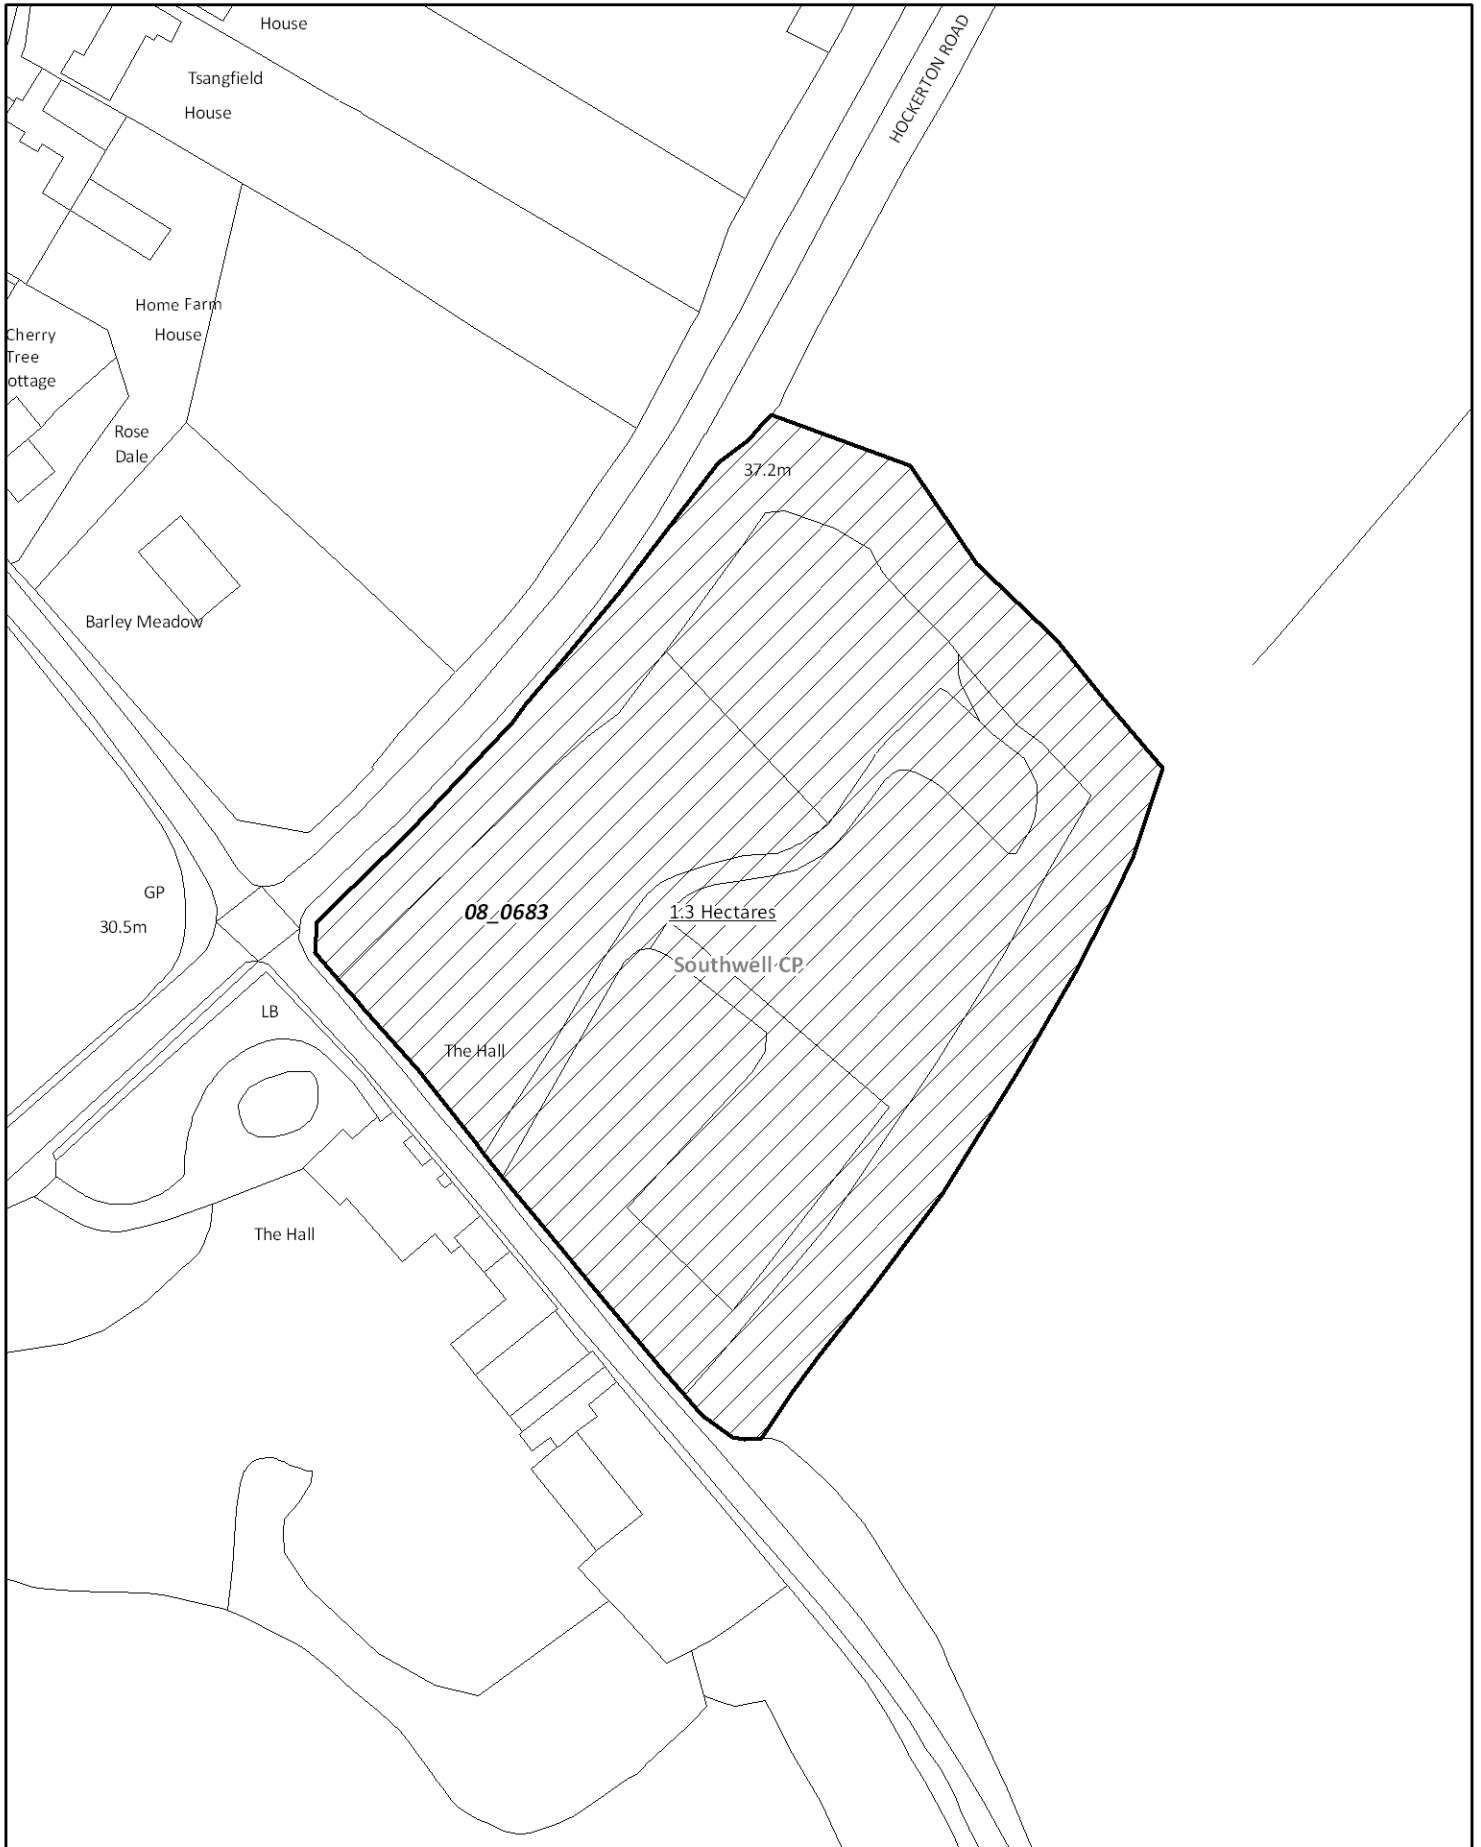 House
HOCKERTON ROAD
Tsangfield
House
Home Farm
House
Cherry
Tree
ottage
Rose
Dale
37.2m
Barley Meadow
GP
30.5m
08_0683
1.3 Hectares
Southwell CP
LB
The Hall
The Hall